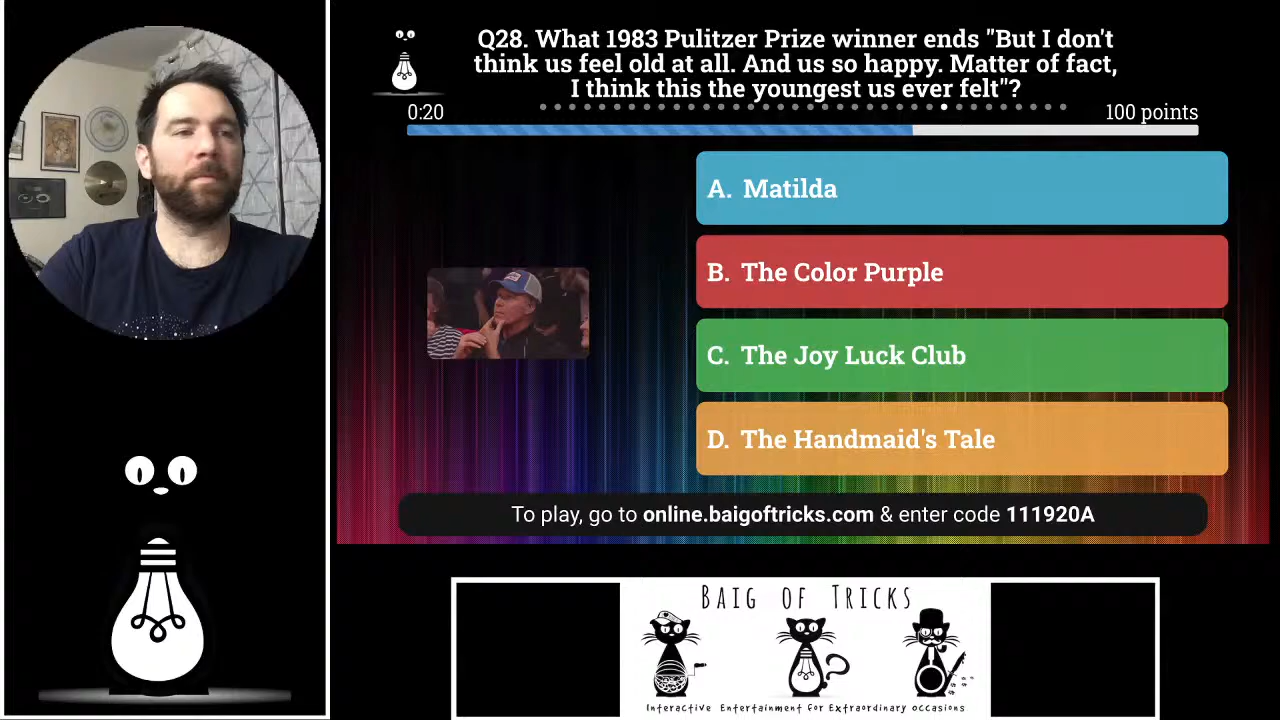 Q28. What 1983 Pulitzer Prize winner ends "But I don't
think us feel old at all. And us so happy. Matter of fact,
I think this the youngest us ever felt"?
0:20
100 points
A. Matilda
B. The Color Purple
C. The Joy Luck Club
D. The Handmaid's Tale
To play, go to online.baigoftricks.com & enter code 111920A
BAIG OF TRICKS
Interactive Entertainment for Extraordinary Occasions